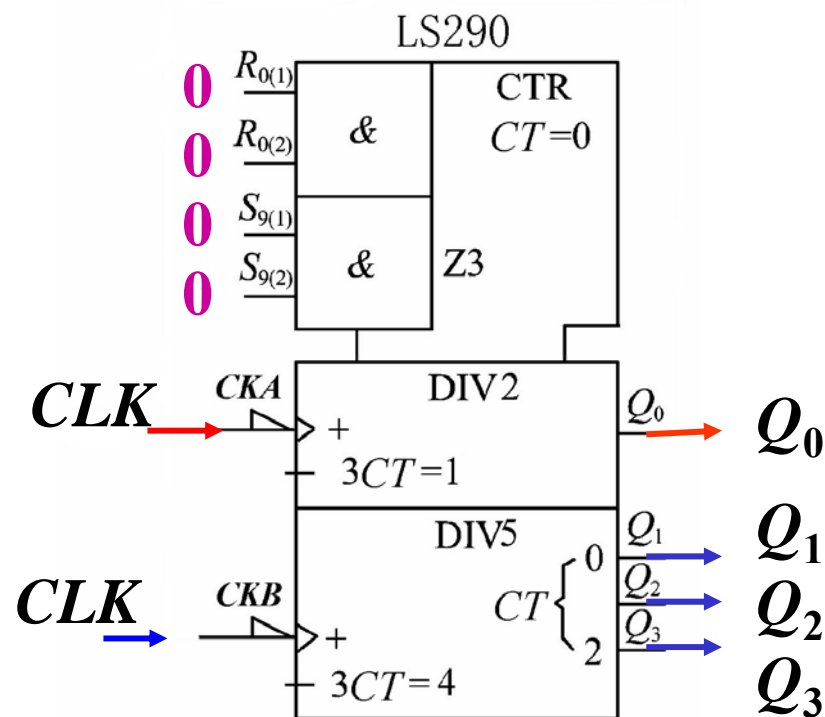 LS290
0 R0(1) & CTR
0 R0(2) CT=0
0 S9(1) & Z3
0 S9(2)
CLK CKA + DIV2 Q0 Q0
3CT=1
DIV5 Q1 Q1
0
CLK CKB + CT Q2 Q2
2 Q3 Q3
3CT=4